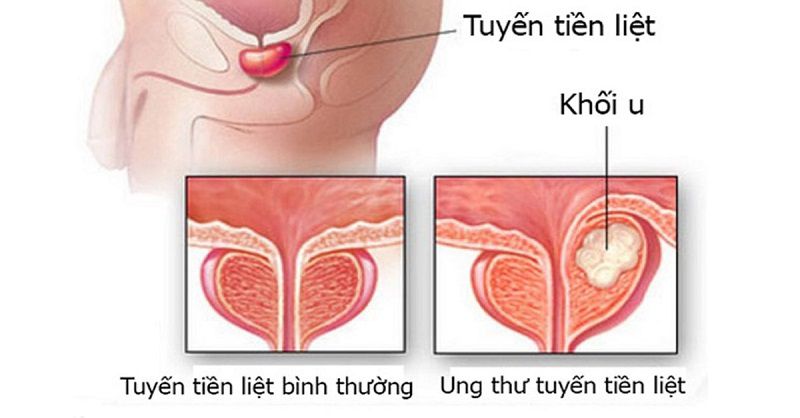 Tuyến tiền liệt
Khối u
Tuyến tiền liệt bình thường
Ung thư tuyến tiền liệt